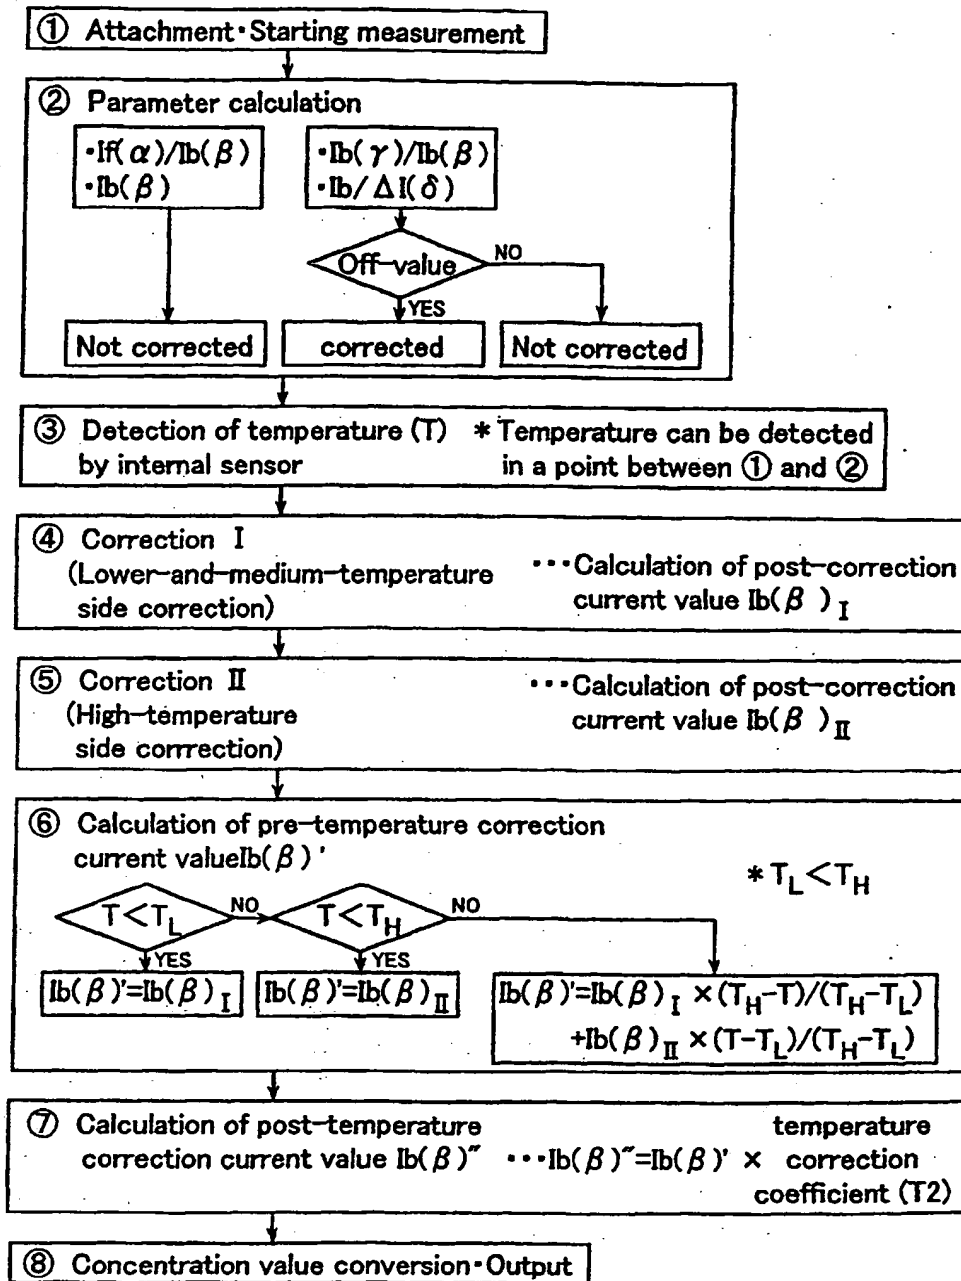 ① Attachment・Starting measurement
② Parameter calculation
・If(α)/Ib(β)
・Ib(β)
・Ib(γ)/Ib(β)
・Ib/ΔI(δ)
Off-value
NO
YES
Not corrected
corrected
Not corrected
③ Detection of temperature (T)
by internal sensor
* Temperature can be detected
in a point between ① and ②
④ Correction I
(Lower-and-medium-temperature
side correction)
・・・Calculation of post-correction
current value Ib(β)I
⑤ Correction II
(High-temperature
side corrrection)
・・・Calculation of post-correction
current value Ib(β)II
⑥ Calculation of pre-temperature correction
current valueIb(β)'
* TL<TH
T<TL
NO
T<TH
NO
YES
YES
Ib(β)'=Ib(β)I
Ib(β)'=Ib(β)II
Ib(β)'=Ib(β)I ×(TH-T)/(TH-TL)
+Ib(β)II ×(T-TL)/(TH-TL)
⑦ Calculation of post-temperature
correction current value Ib(β)″
・・・Ib(β)″=Ib(β)' ×
temperature
correction
coefficient (T2)
⑧ Concentration value conversion・Output